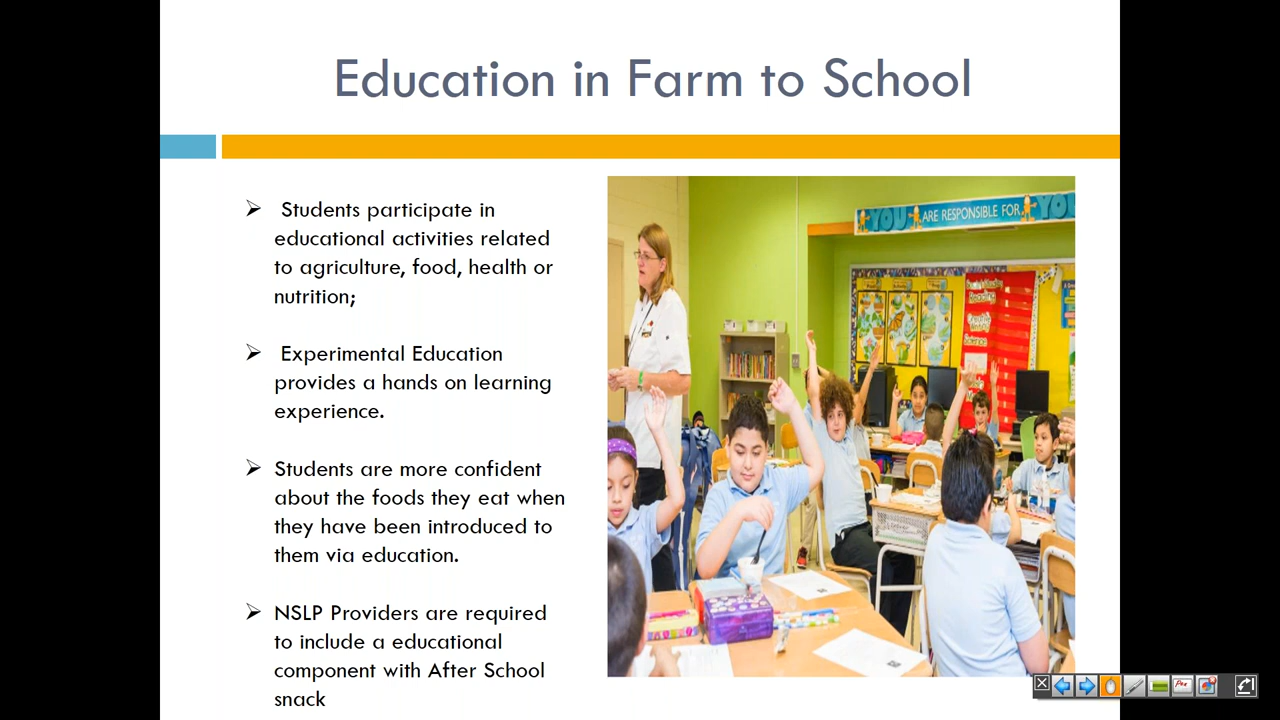 Education in Farm to School
Students participate in
educational activities related
to agriculture, food, health or
nutrition;
Experimental Education
provides a hands on learning
experience.
Students are more confident
about the foods they eat when
they have been introduced to
them via education.
NSLP Providers are required
to include a educational
component with After School
snack
YOU ARE RESPONSIBLE FOR YOU
Reading
Science
Pen